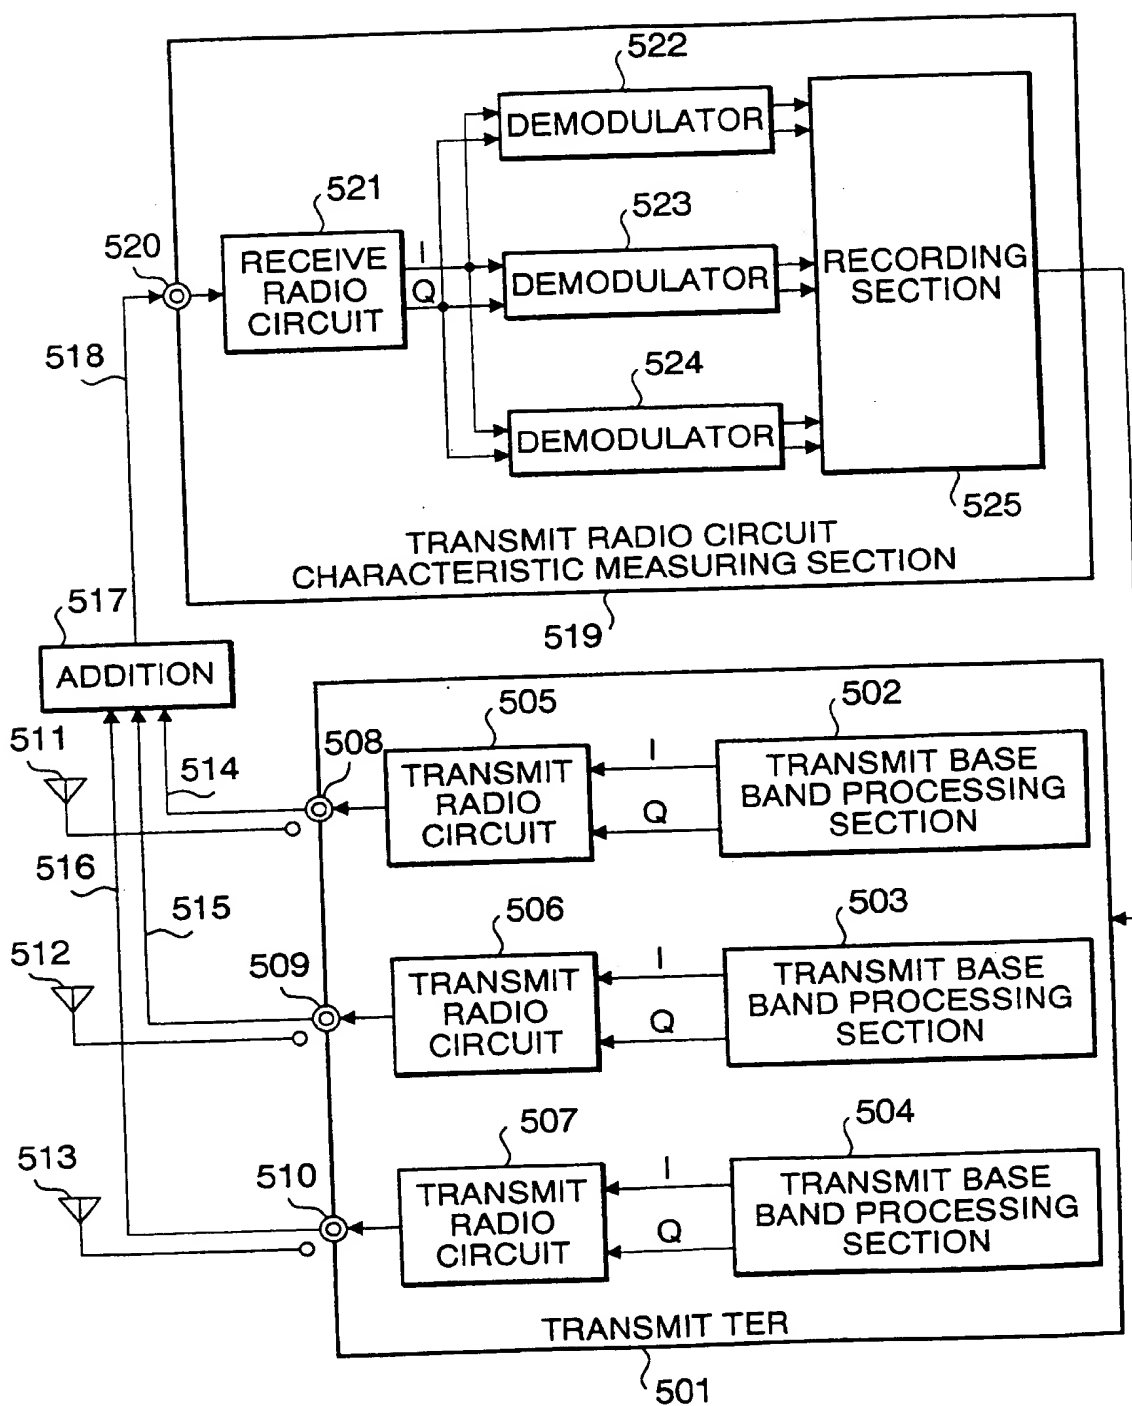 522
DEMODULATOR
521
523
520
RECEIVE
RADIO
CIRCUIT
I
Q
DEMODULATOR
RECORDING
SECTION
518
524
DEMODULATOR
525
TRANSMIT RADIO CIRCUIT
CHARACTERISTIC MEASURING SECTION
517
519
ADDITION
505
502
511
508
514
TRANSMIT
RADIO
CIRCUIT
I
Q
TRANSMIT BASE
BAND PROCESSING
SECTION
516
515
506
503
512
509
TRANSMIT
RADIO
CIRCUIT
I
Q
TRANSMIT BASE
BAND PROCESSING
SECTION
507
504
513
510
TRANSMIT
RADIO
CIRCUIT
I
Q
TRANSMIT BASE
BAND PROCESSING
SECTION
TRANSMIT TER
501